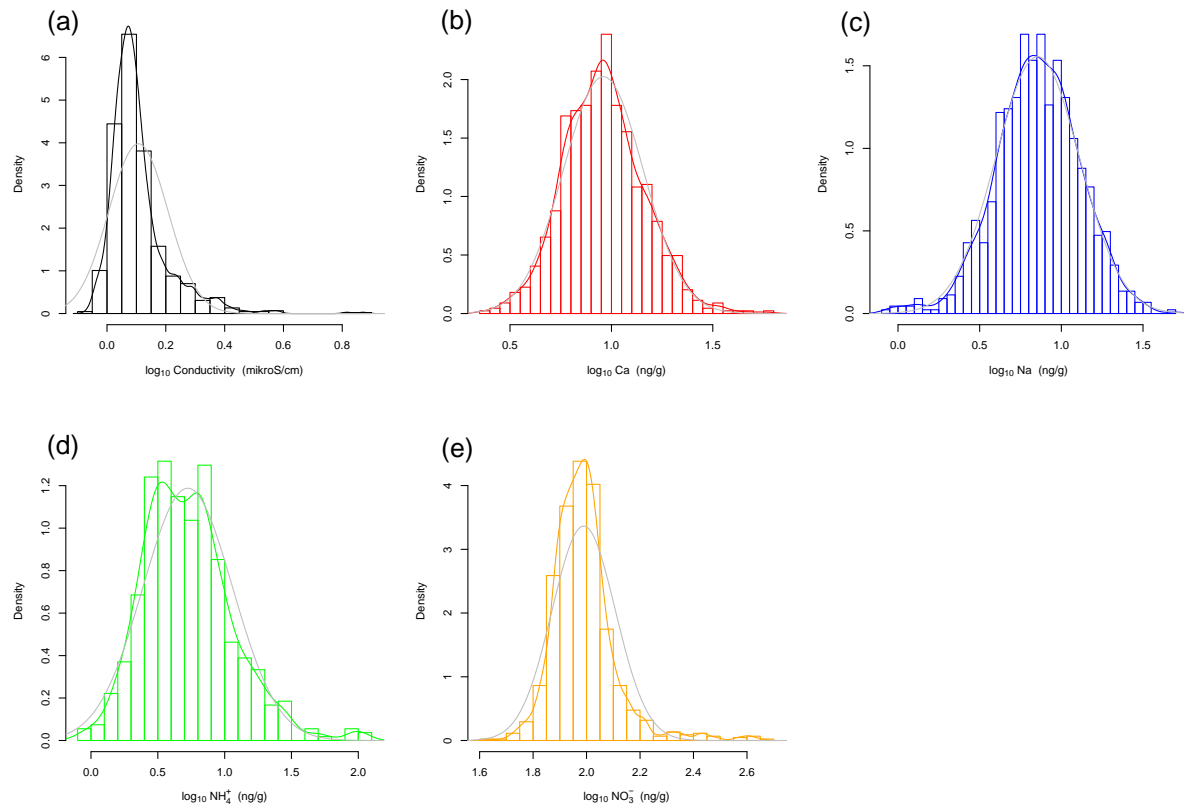 (a)
Density
0 1 2 3 4 5 6
0.0 0.2 0.4 0.6 0.8
log₁₀ Conductivity (mikroS/cm)
(b)
Density
0.0 0.5 1.0 1.5 2.0
0.5 1.0 1.5
log₁₀ Ca (ng/g)
(c)
Density
0.0 0.5 1.0 1.5
0.0 0.5 1.0 1.5
log₁₀ Na (ng/g)
(d)
Density
0.0 0.2 0.4 0.6 0.8 1.0 1.2
0.0 0.5 1.0 1.5 2.0
log₁₀ NH₄⁺ (ng/g)
(e)
Density
0 1 2 3 4
1.6 1.8 2.0 2.2 2.4 2.6
log₁₀ NO₃⁻ (ng/g)